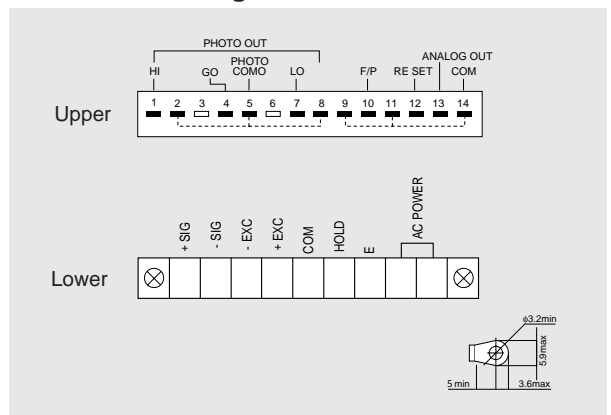 PHOTO OUT
HI GO PHOTO COMO LO F/P RE SET ANALOG OUT COM
Upper
1 2 3 4 5 6 7 8 9 10 11 12 13 14
+ SIG
- SIG
- EXC
+ EXC
COM
HOLD
E
AC POWER
Lower
ϕ3.2min
5.9max
5 min
3.6max